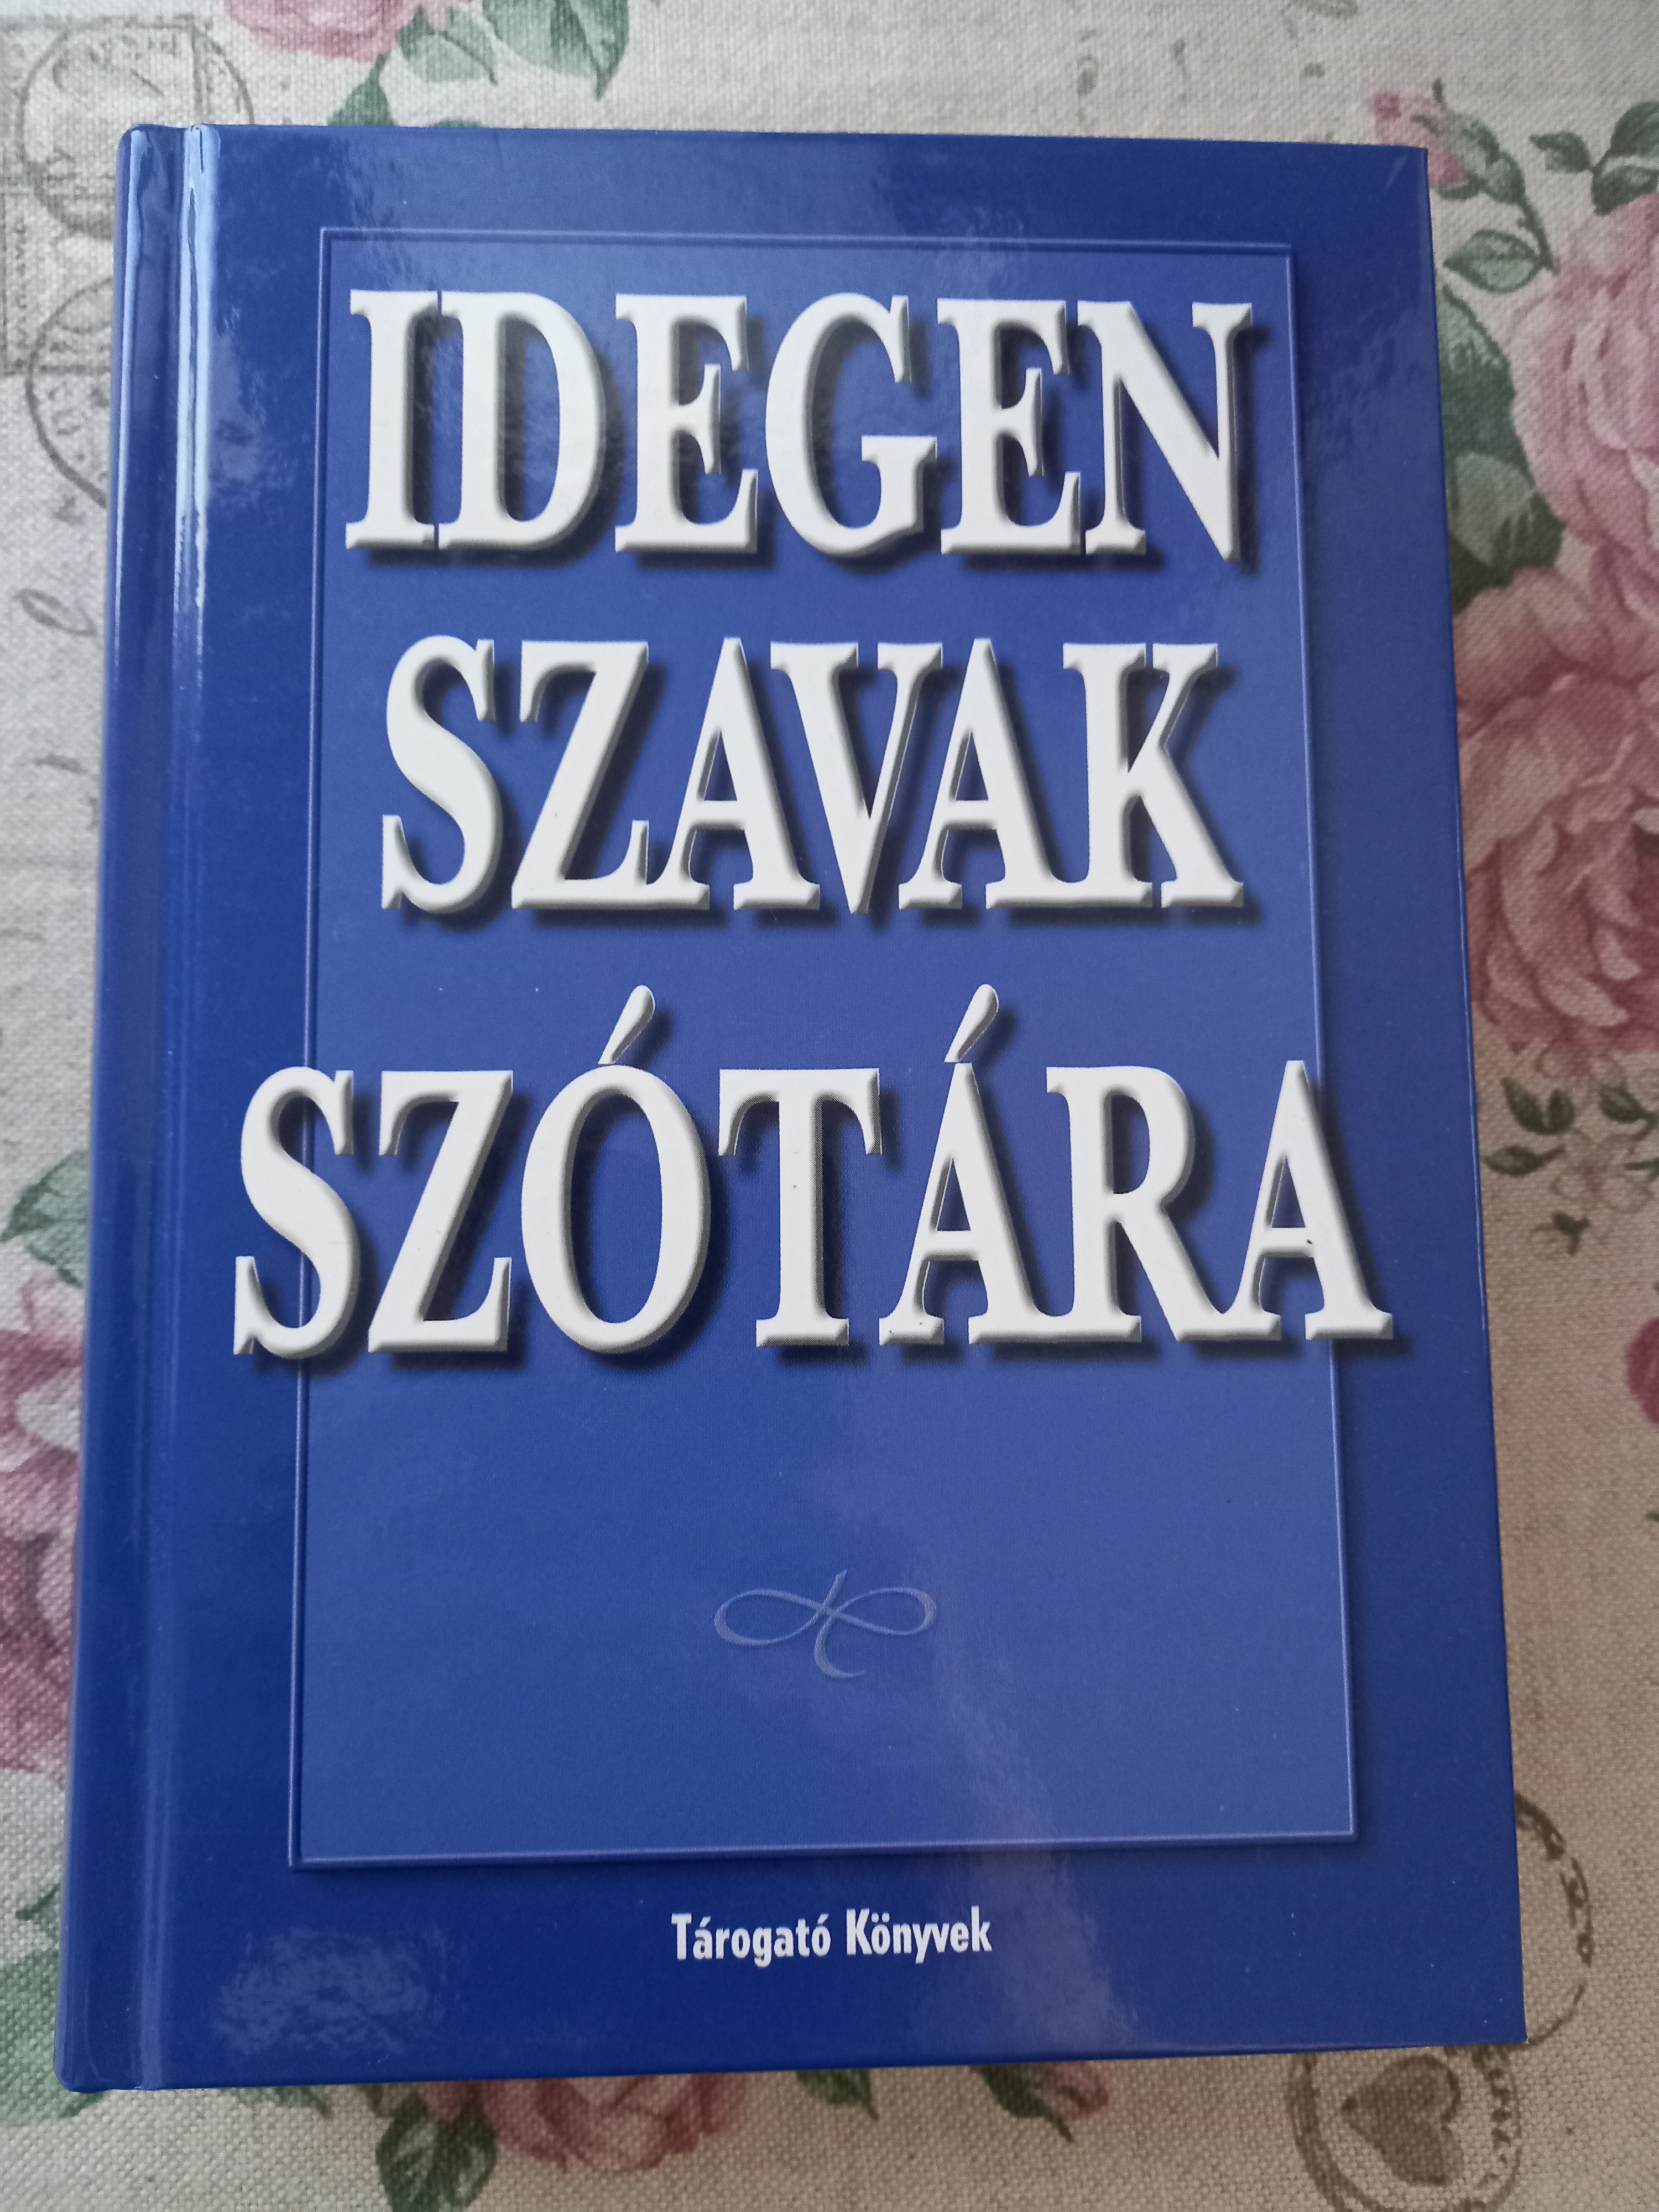 IDEGEN
SZAVAK
SZÓTÁRA
Tárogató Könyvek